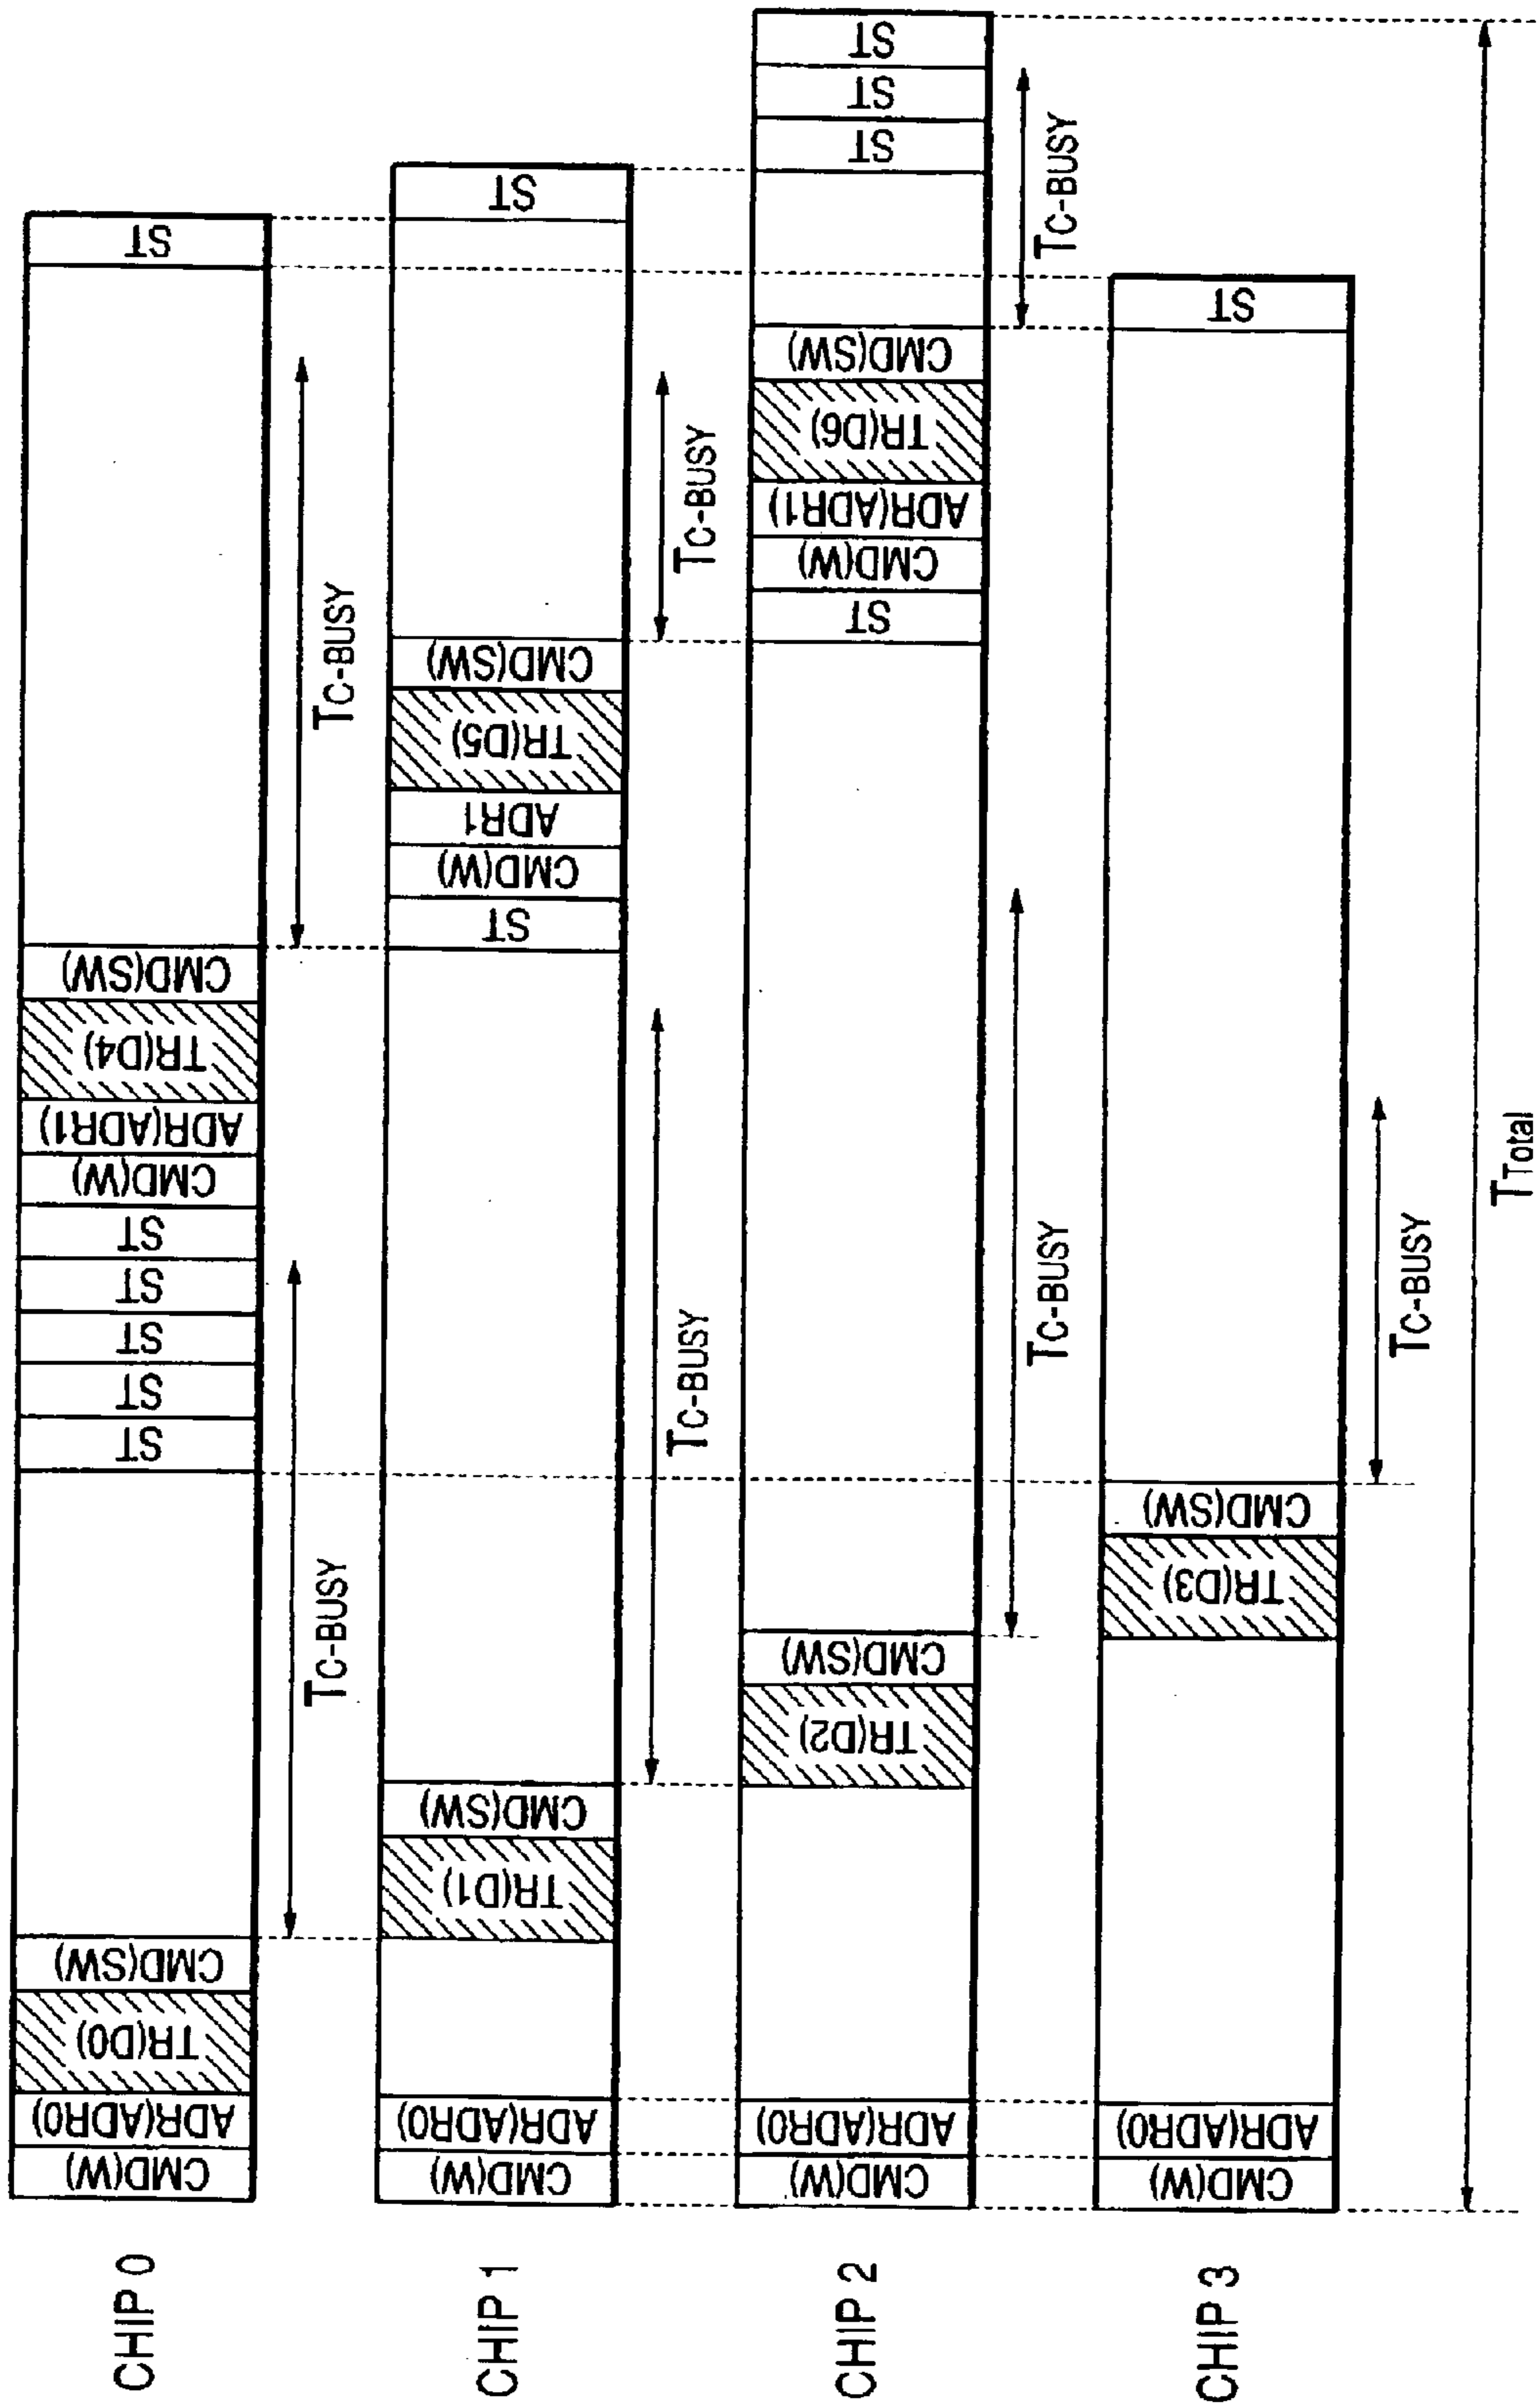 CHIP 0
CMD(W)
ADR(ADR0)
TR(D0)
CMD(SW)
ST
ST
ST
ST
ST
CMD(W)
ADR(ADR1)
TR(D4)
CMD(SW)
ST
TC-BUSY
TC-BUSY
CHIP 1
CMD(W)
ADR(ADR0)
TR(D1)
CMD(SW)
ST
CMD(W)
ADR1
TR(D5)
CMD(SW)
ST
TC-BUSY
TC-BUSY
CHIP 2
CMD(W)
ADR(ADR0)
TR(D2)
CMD(SW)
ST
CMD(W)
ADR(ADR1)
TR(D6)
CMD(SW)
ST
ST
ST
TC-BUSY
TC-BUSY
CHIP 3
CMD(W)
ADR(ADR0)
TR(D3)
CMD(SW)
ST
TC-BUSY
TTotal